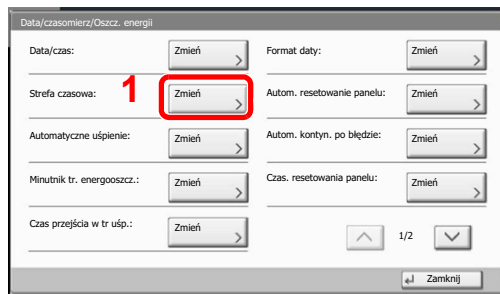 Data/czasomierz/Oszcz. energii
Data/czas: Zmień Format daty: Zmień
Strefa czasowa: 1 Zmień Autom. resetowanie panelu: Zmień
Automatyczne uśpienie: Zmień Autom. kontyn. po błędzie: Zmień
Minutnik tr. energooszcz.: Zmień Czas. resetowania panelu: Zmień
Czas przejścia w tr uśp.: Zmień 1/2
Zamknij